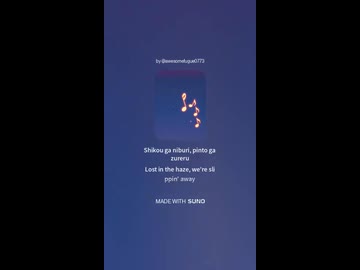 by @awesomefugue0773
Shikou ga niburi, pinto ga
zureru
Lost in the haze, we're sli
ppin' away
MADE WITH SUNO